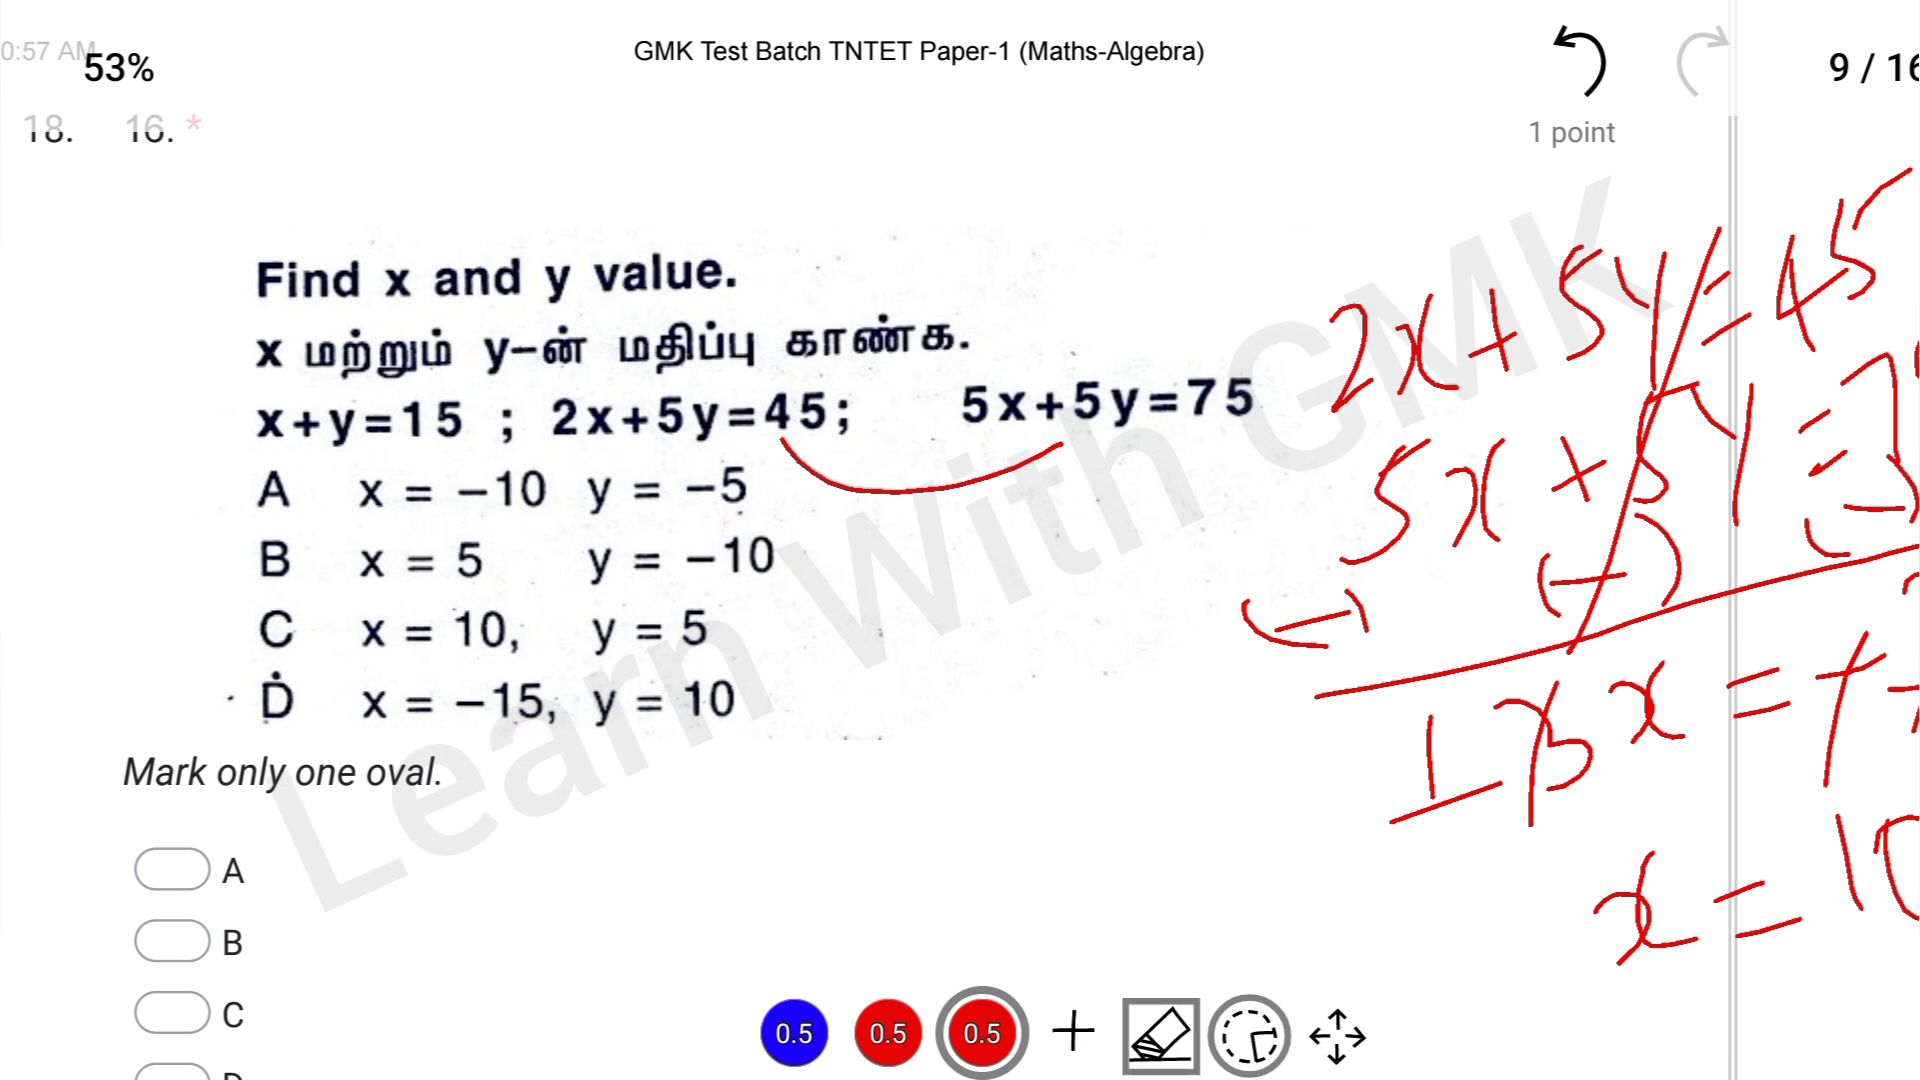 0:57 AM
53%
GMK Test Batch TNTET Paper-1 (Maths-Algebra)
9 / 16
18. 16. *
1 point
Find x and y value.
x மற்றும் y-ன் மதிப்பு காண்க.
x+y=15 ; 2x+5y=45; 5x+5y=75
A x = −10 y = −5
B x = 5 y = −10
C x = 10, y = 5
D x = −15, y = 10
Mark only one oval.
A
B
C
D
2x+5y=45
5x+5y=
(−) (−)
x =
x = 10
0.5 0.5 0.5
Learn With GMK